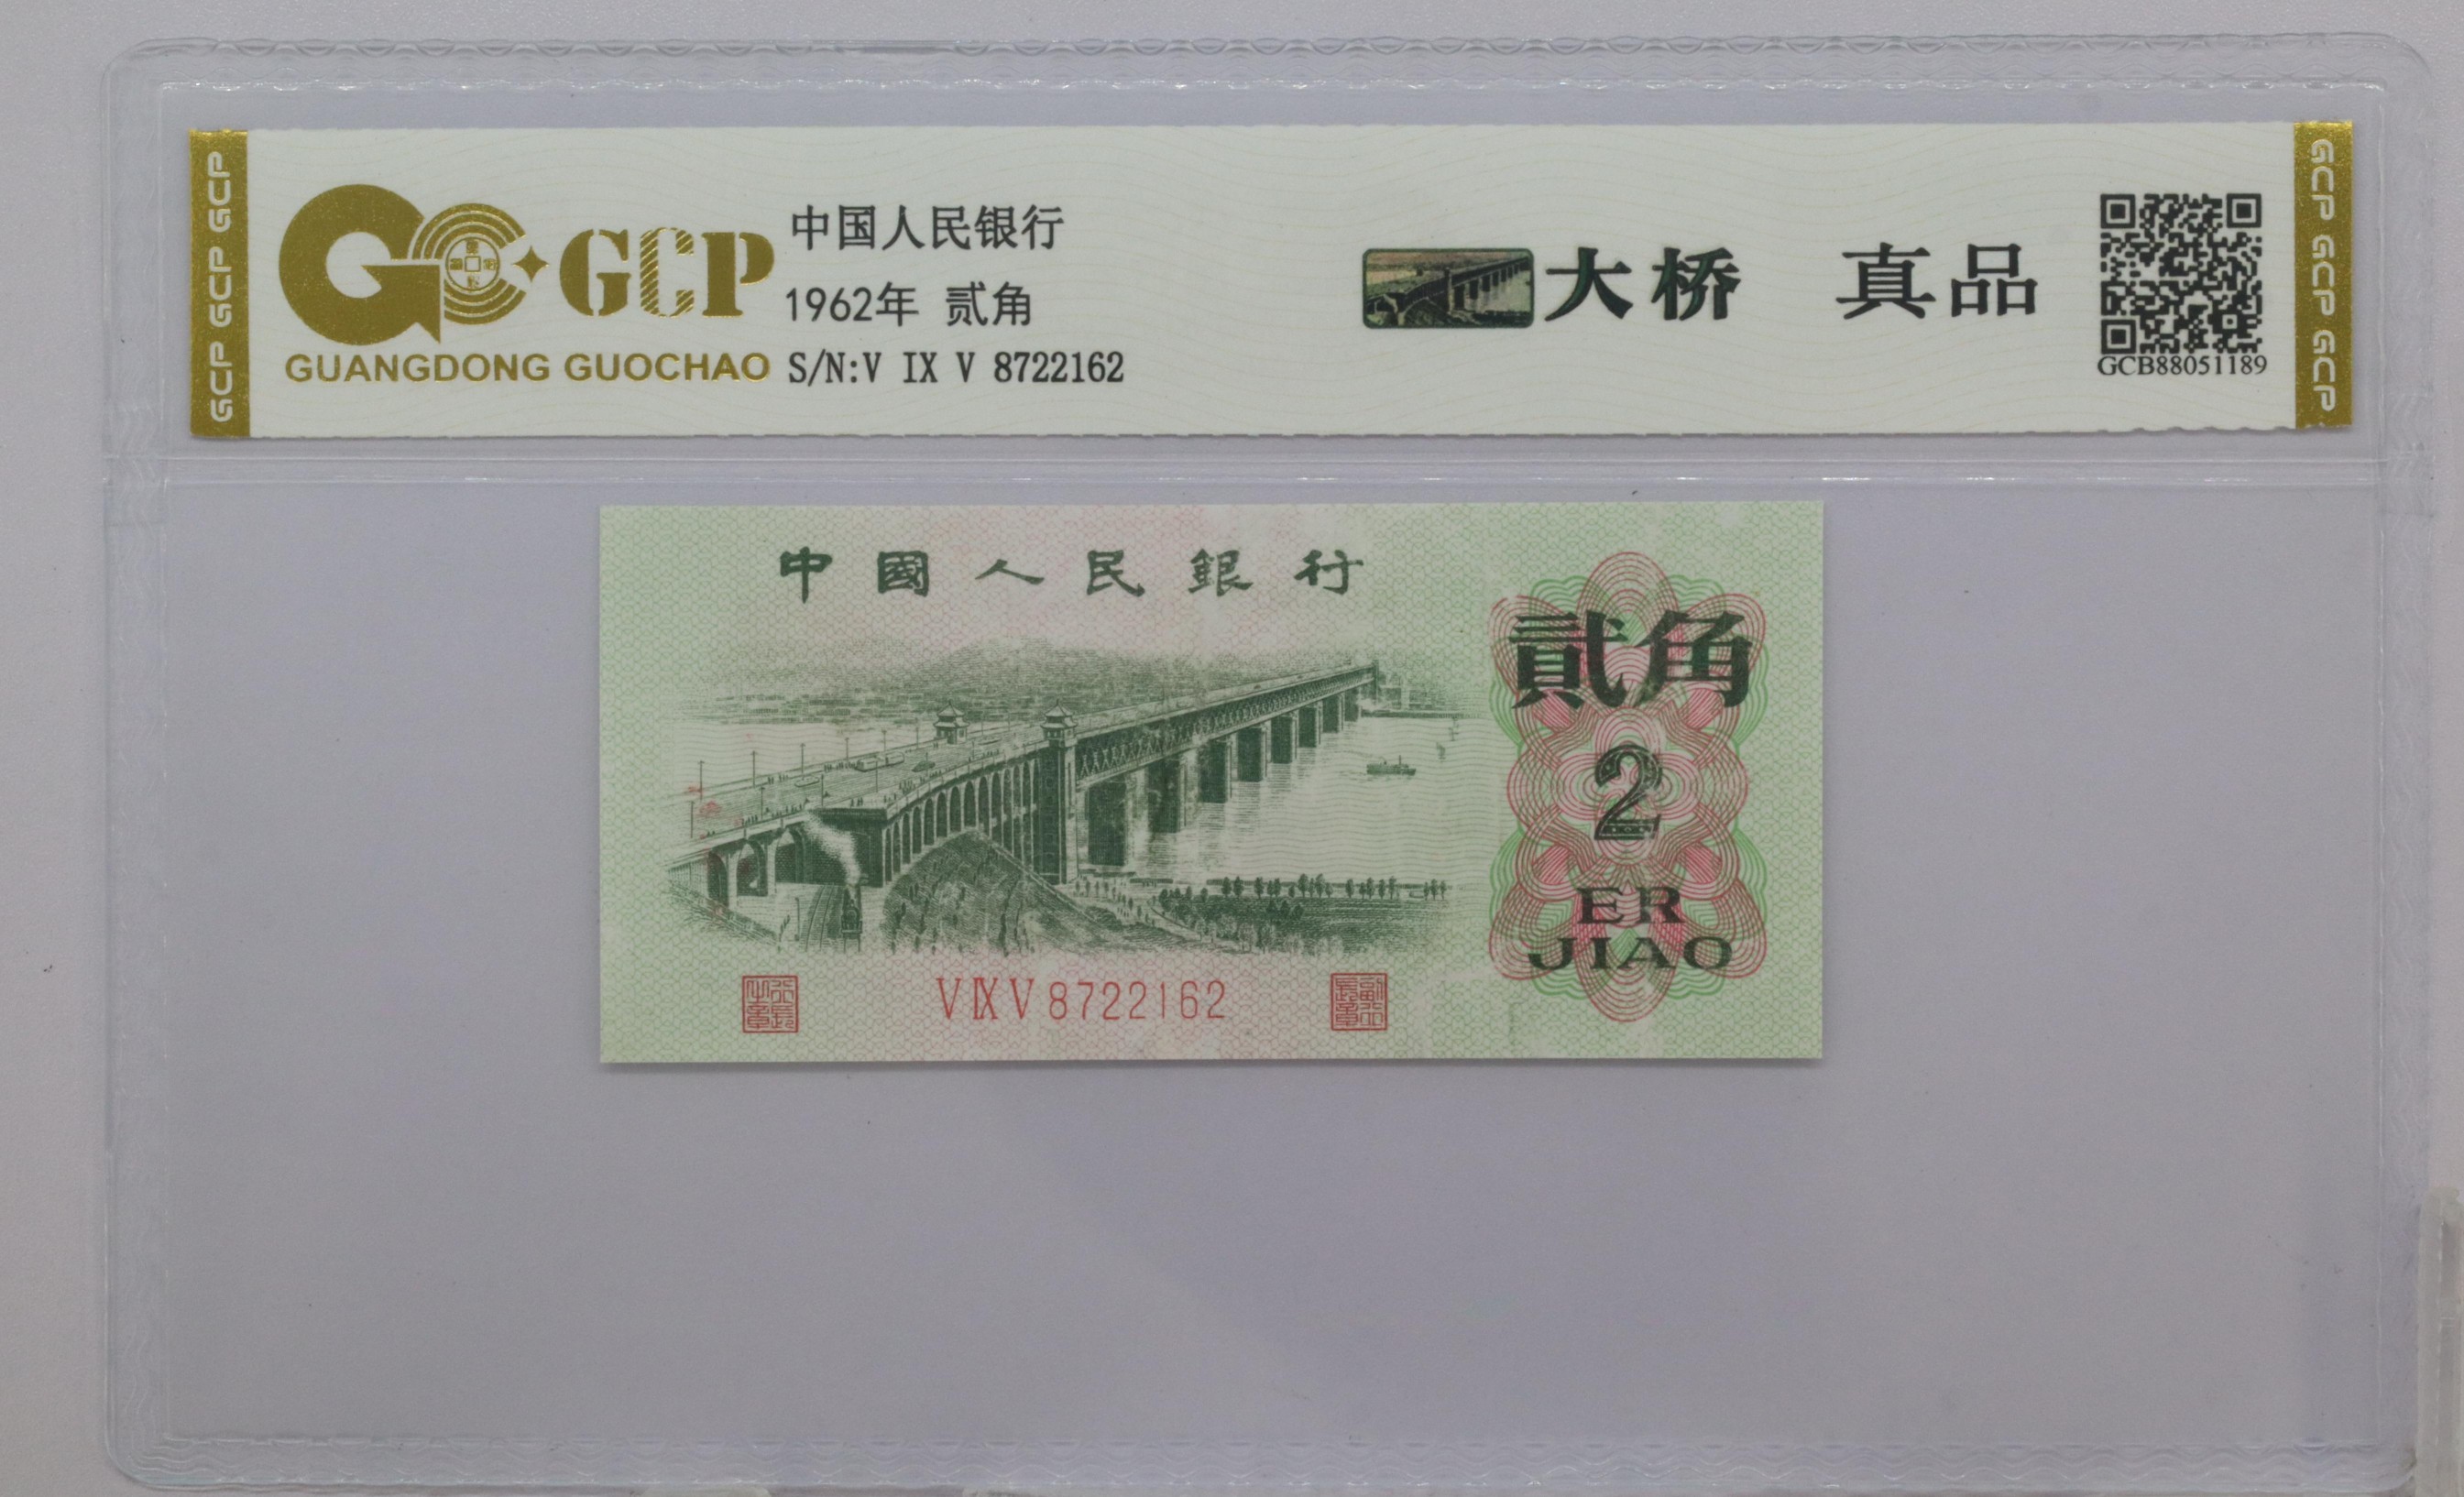 GCP GCP GCP
GCP
GUANGDONG GUOCHAO
中国人民银行
1962年 贰角
S/N:V IX V 8722162
大桥 真品
GCB88051189
GCP GCP GCP
中國人民銀行
貳角
2
ER
JIAO
V IX V 8722162